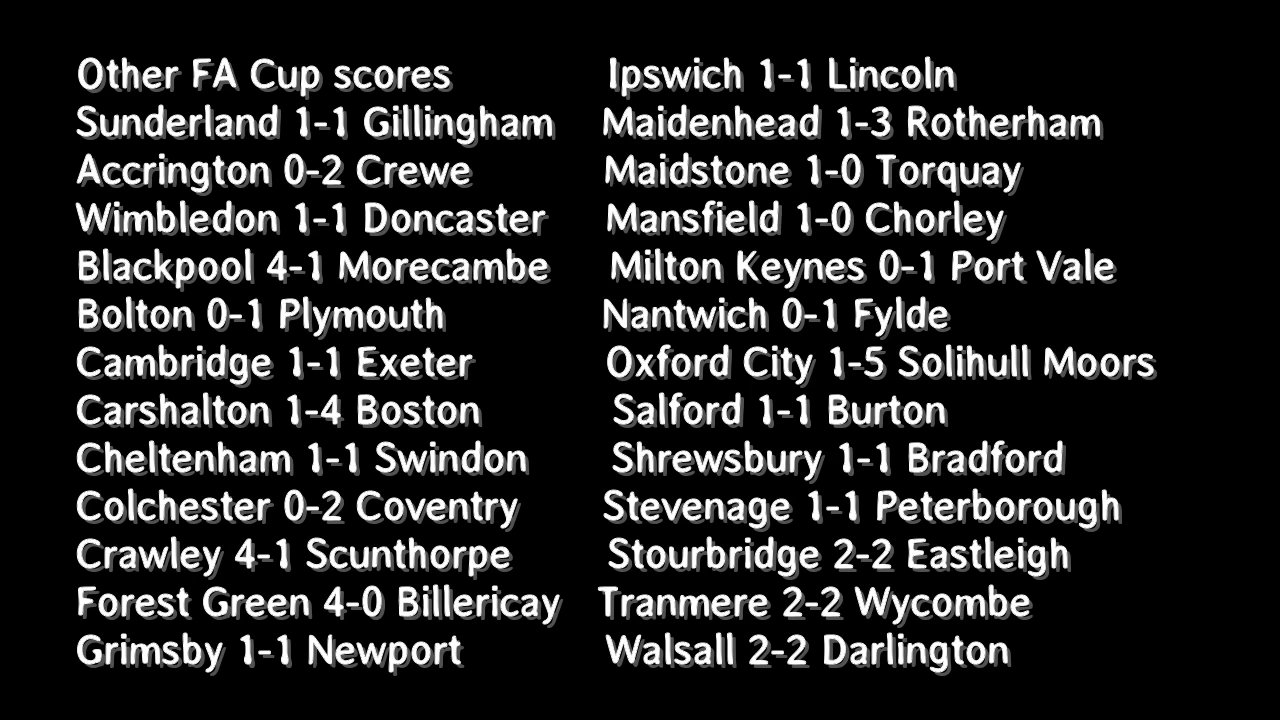 Other FA Cup scores
Sunderland 1-1 Gillingham
Accrington 0-2 Crewe
Wimbledon 1-1 Doncaster
Blackpool 4-1 Morecambe
Bolton 0-1 Plymouth
Cambridge 1-1 Exeter
Carshalton 1-4 Boston
Cheltenham 1-1 Swindon
Colchester 0-2 Coventry
Crawley 4-1 Scunthorpe
Forest Green 4-0 Billericay
Grimsby 1-1 Newport
Ipswich 1-1 Lincoln
Maidenhead 1-3 Rotherham
Maidstone 1-0 Torquay
Mansfield 1-0 Chorley
Milton Keynes 0-1 Port Vale
Nantwich 0-1 Fylde
Oxford City 1-5 Solihull Moors
Salford 1-1 Burton
Shrewsbury 1-1 Bradford
Stevenage 1-1 Peterborough
Stourbridge 2-2 Eastleigh
Tranmere 2-2 Wycombe
Walsall 2-2 Darlington